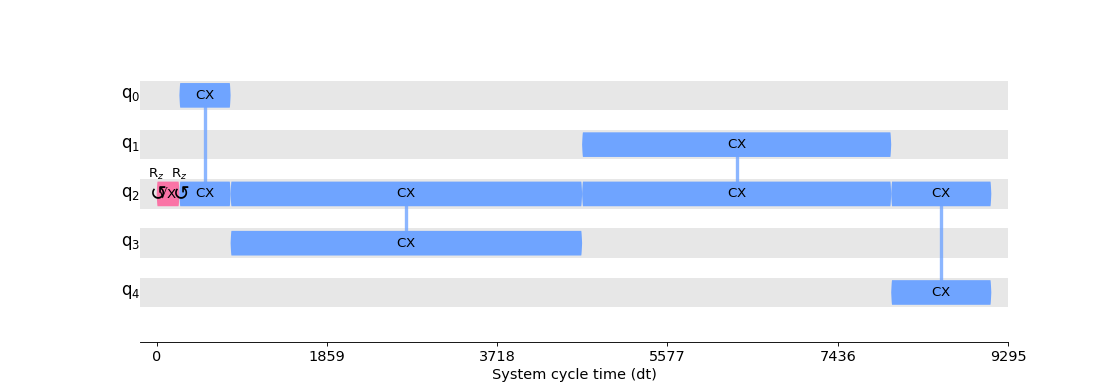 q0 CX
q1 CX
Rz Rz
q2 CX CX CX CX
q3 CX
q4 CX
0 1859 3718 5577 7436 9295
System cycle time (dt)